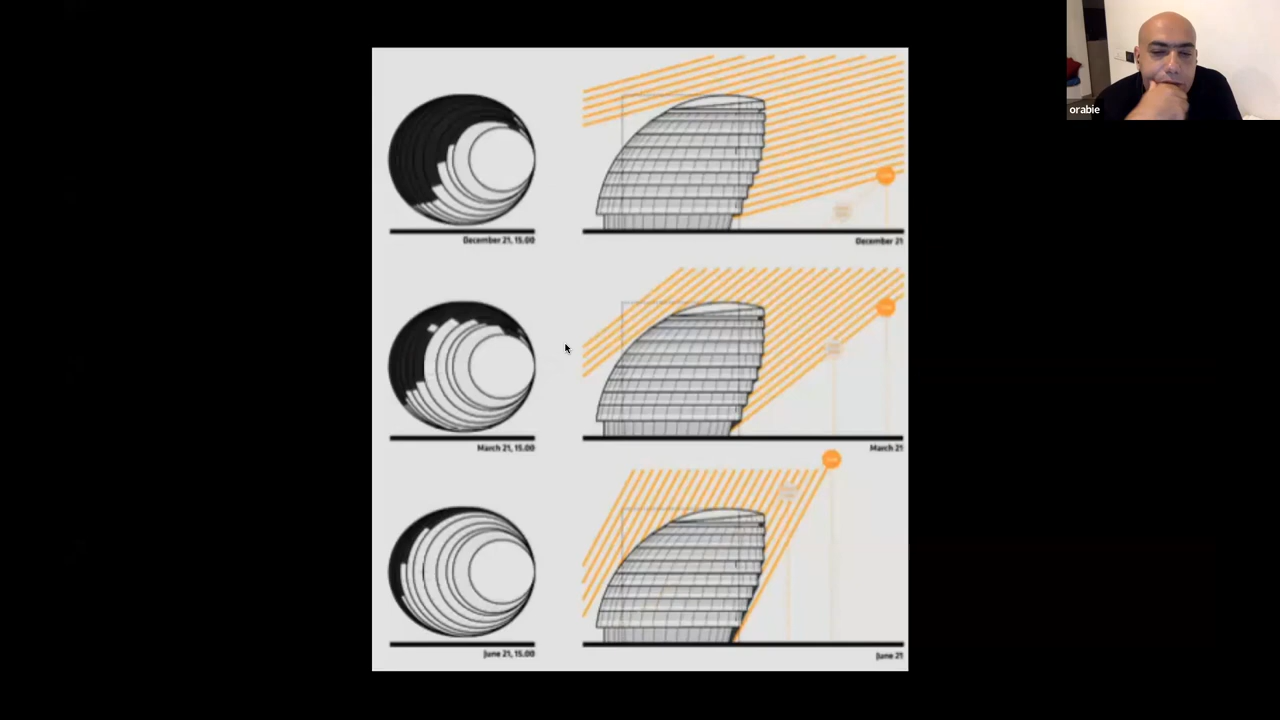 orabie
December 21, 15.00
December 21
March 21, 15.00
March 21
June 21, 15.00
June 21